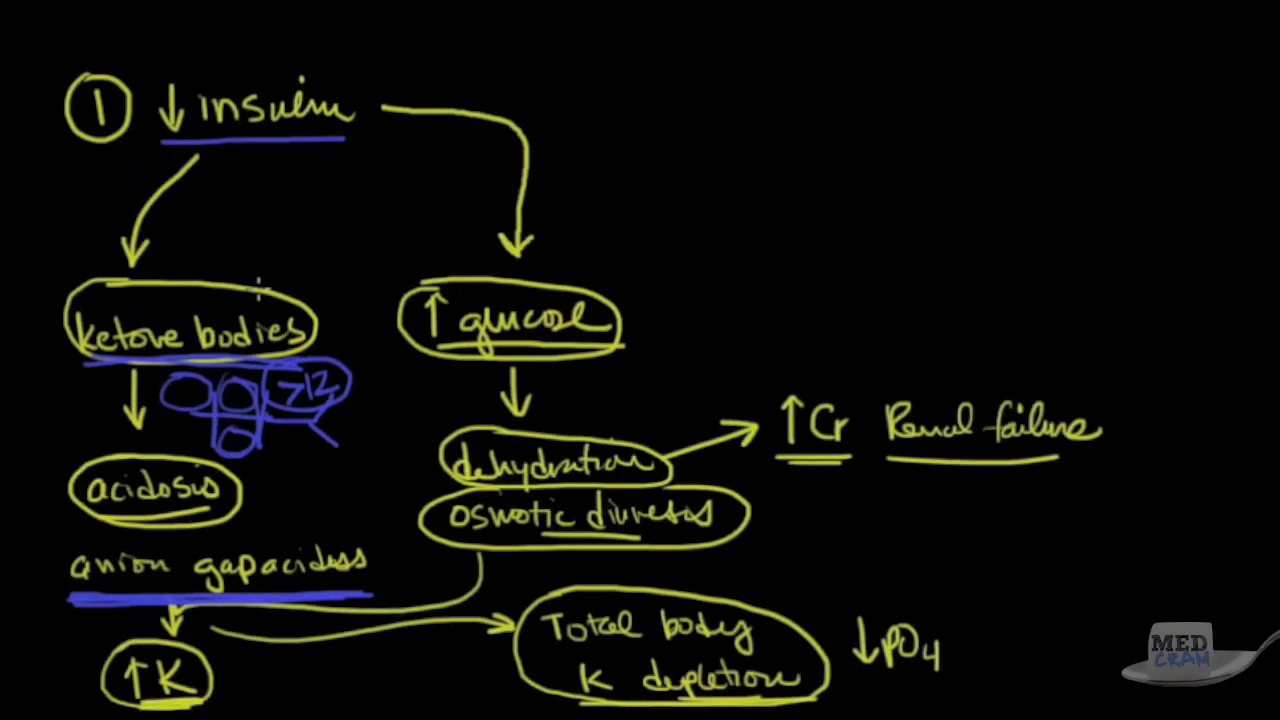 1 ↓ insulin
ketone bodies
↑ glucose
>12
dehydration
↑ Cr Renal failure
acidosis
osmotic diuresis
anion gap acidosis
Total body
K depletion
↓ PO4
↑ K
MED
CRAM